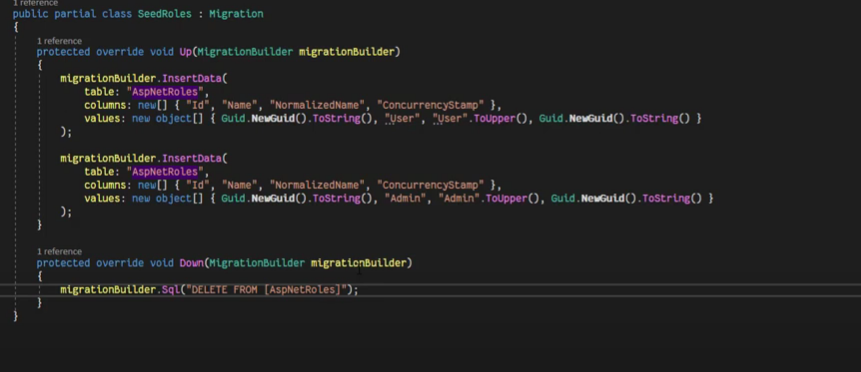 1 reference
public partial class SeedRoles : Migration
{
1 reference
protected override void Up(MigrationBuilder migrationBuilder)
{
migrationBuilder.InsertData(
table: "AspNetRoles",
columns: new[] { "Id", "Name", "NormalizedName", "ConcurrencyStamp" },
values: new object[] { Guid.NewGuid().ToString(), "User", "User".ToUpper(), Guid.NewGuid().ToString() }
);
migrationBuilder.InsertData(
table: "AspNetRoles",
columns: new[] { "Id", "Name", "NormalizedName", "ConcurrencyStamp" },
values: new object[] { Guid.NewGuid().ToString(), "Admin", "Admin".ToUpper(), Guid.NewGuid().ToString() }
);
}
1 reference
protected override void Down(MigrationBuilder migrationBuilder)
{
migrationBuilder.Sql("DELETE FROM [AspNetRoles]");
}
}